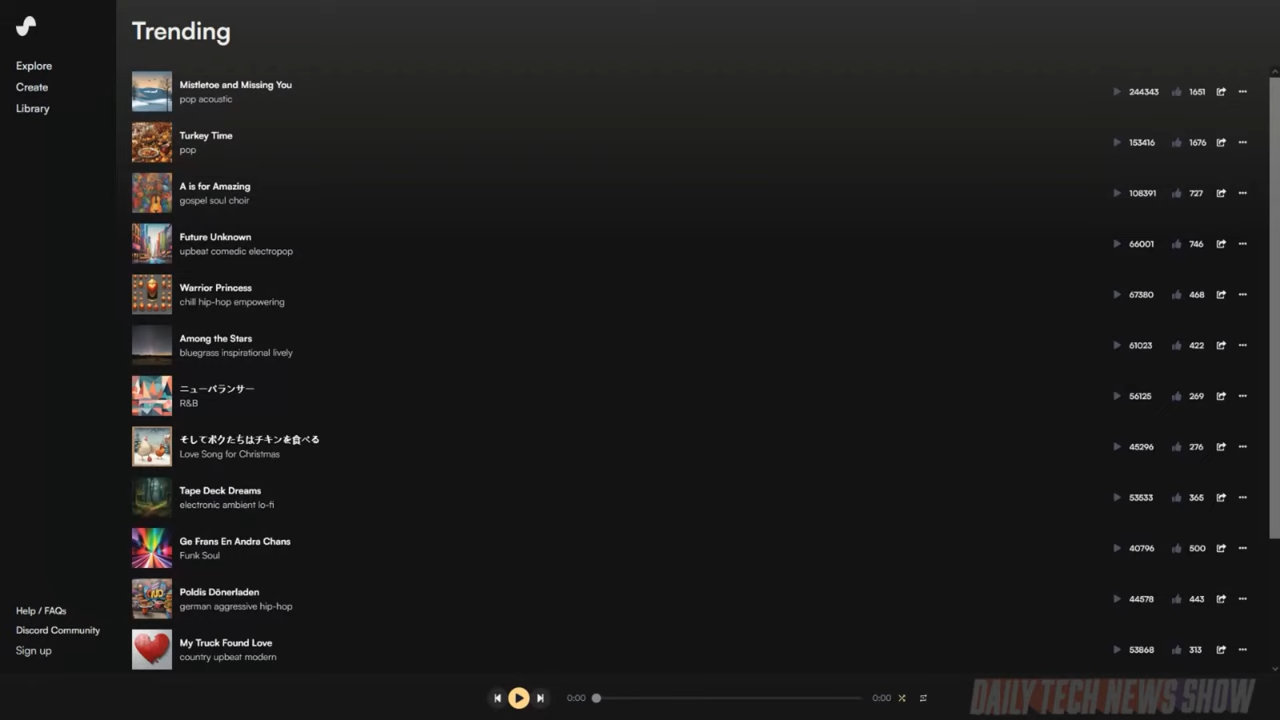 Trending
Explore
Create
Library
Mistletoe and Missing You
pop acoustic
244343 1651
Turkey Time
pop
153416 1676
A is for Amazing
gospel soul choir
108391 727
Future Unknown
upbeat comedic electropop
66001 746
Warrior Princess
chill hip-hop empowering
67380 468
Among the Stars
bluegrass inspirational lively
61023 422
ニューバランサー
R&B
56125 269
そしてボクたちはチキンを食べる
Love Song for Christmas
45296 276
Tape Deck Dreams
electronic ambient lo-fi
53533 365
Ge Frans En Andra Chans
Funk Soul
40796 500
Poldis Dönerladen
german aggressive hip-hop
44578 443
My Truck Found Love
country upbeat modern
53868 313
Help / FAQs
Discord Community
Sign up
0:00 0:00
DAILY TECH NEWS SHOW